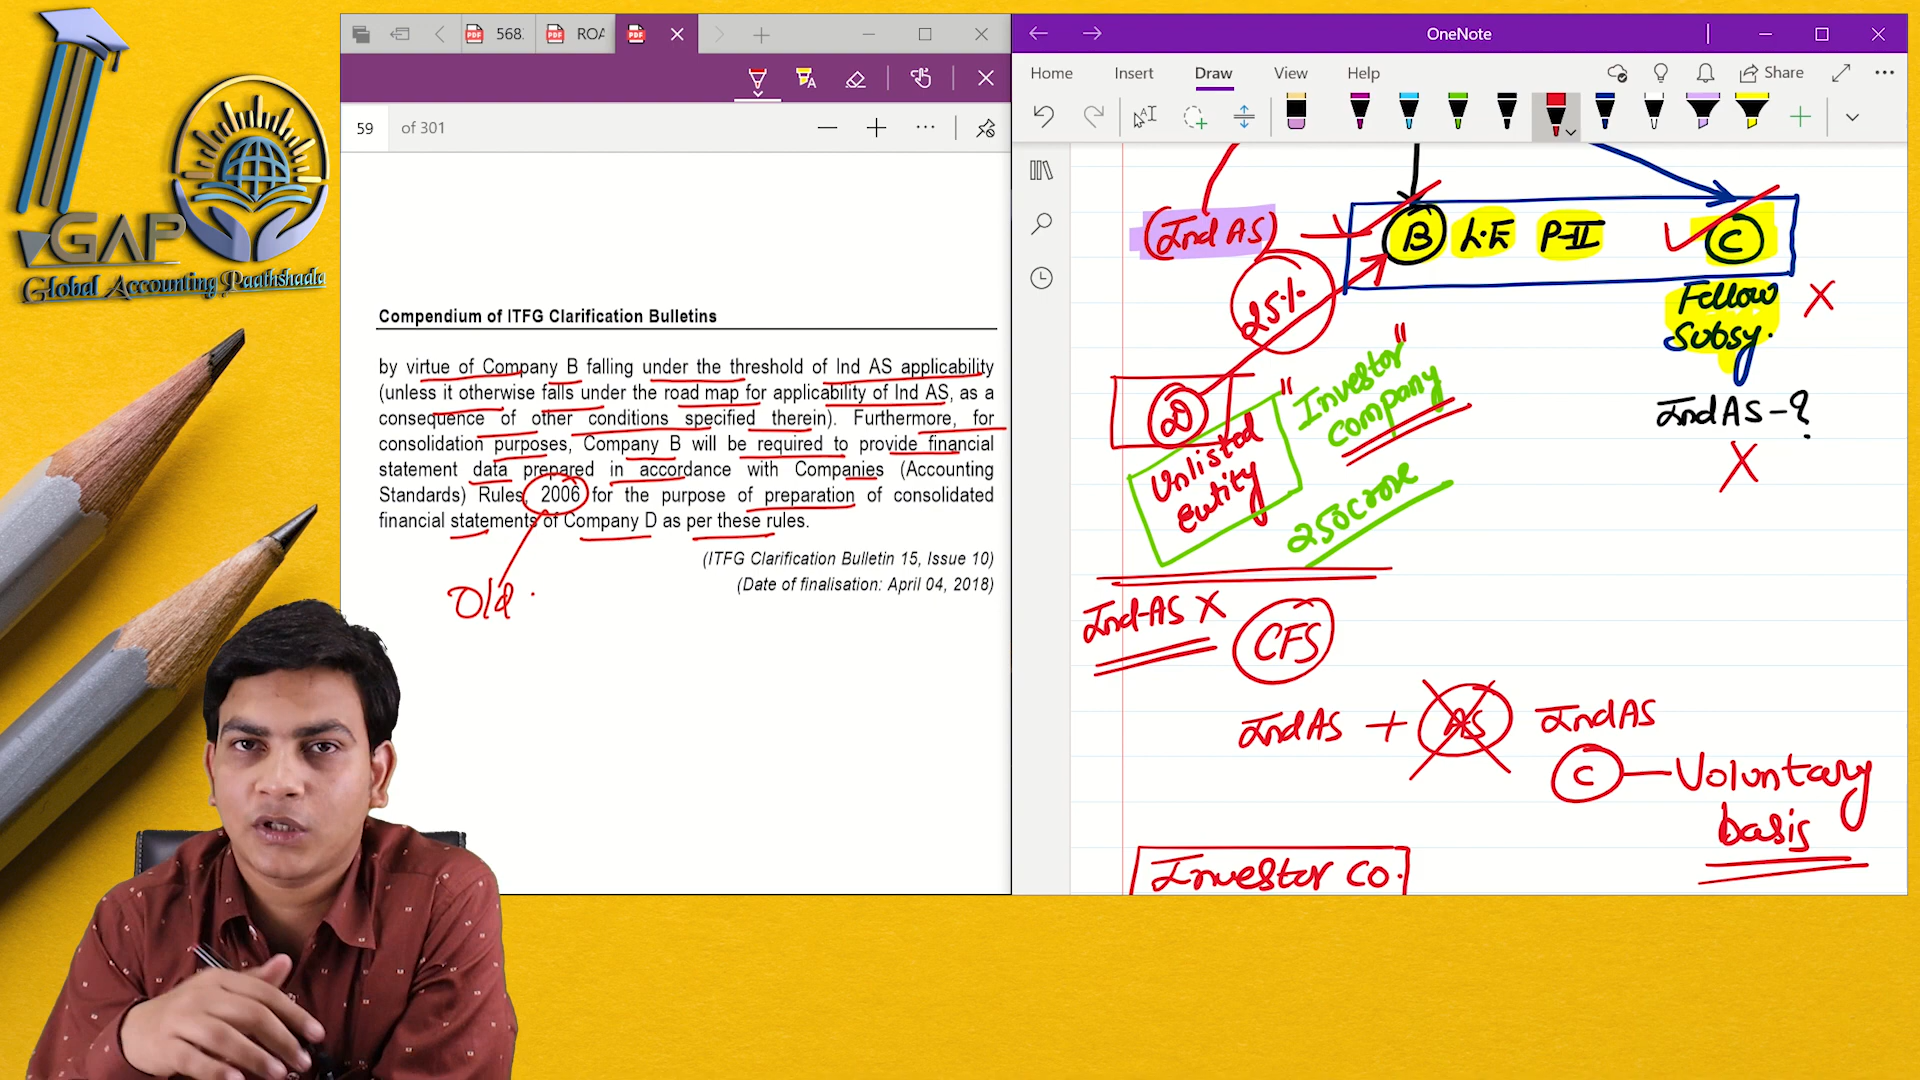 GAP
Global Accounting Paathshaala
568
ROA
59 of 301
Compendium of ITFG Clarification Bulletins
by virtue of Company B falling under the threshold of Ind AS applicability
(unless it otherwise falls under the road map for applicability of Ind AS, as a
consequence of other conditions specified therein). Furthermore, for
consolidation purposes, Company B will be required to provide financial
statement data prepared in accordance with Companies (Accounting
Standards) Rules, 2006 for the purpose of preparation of consolidated
financial statements of Company D as per these rules.
(ITFG Clarification Bulletin 15, Issue 10)
(Date of finalisation: April 04, 2018)
Old
OneNote
Home Insert Draw View Help Share
(Ind AS)
B L.E P-II C
25%
Fellow X
Subsy.
"Investor"
company
D
Unlisted
Entity
250 crore
Ind AS - ?
X
Ind-AS X CFS
Ind AS + AS Ind AS
C - Voluntary
basis
Investor Co.